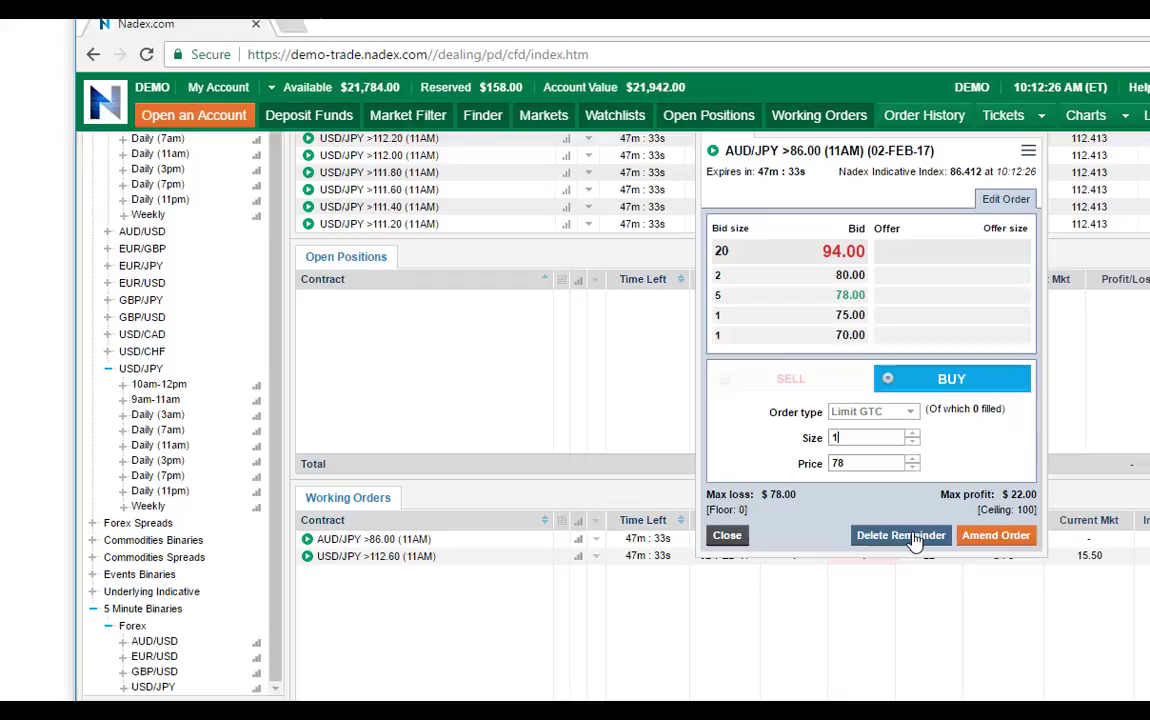 Nadex.com
Secure https://demo-trade.nadex.com//dealing/pd/cfd/index.htm
DEMO My Account Available $21,784.00 Reserved $158.00 Account Value $21,942.00 DEMO 10:12:26 AM (ET) Help
Open an Account Deposit Funds Market Filter Finder Markets Watchlists Open Positions Working Orders Order History Tickets Charts
Daily (7am)
Daily (11am)
Daily (3pm)
Daily (7pm)
Daily (11pm)
Weekly
AUD/USD
EUR/GBP
EUR/JPY
EUR/USD
GBP/JPY
GBP/USD
USD/CAD
USD/CHF
USD/JPY
10am-12pm
9am-11am
Daily (3am)
Daily (7am)
Daily (11am)
Daily (3pm)
Daily (7pm)
Daily (11pm)
Weekly
Forex Spreads
Commodities Binaries
Commodities Spreads
Events Binaries
Underlying Indicative
5 Minute Binaries
Forex
AUD/USD
EUR/USD
GBP/USD
USD/JPY
USD/JPY >112.20 (11AM) 47m : 33s 112.413
USD/JPY >112.00 (11AM) 47m : 33s 112.413
USD/JPY >111.80 (11AM) 47m : 33s 112.413
USD/JPY >111.60 (11AM) 47m : 33s 112.413
USD/JPY >111.40 (11AM) 47m : 33s 112.413
USD/JPY >111.20 (11AM) 47m : 33s 112.413
Open Positions
Contract Time Left Mkt Profit/Los
Total -
Working Orders
Contract Time Left Current Mkt
AUD/JPY >86.00 (11AM) 47m : 33s -
USD/JPY >112.60 (11AM) 47m : 33s 15.50
AUD/JPY >86.00 (11AM) (02-FEB-17)
Expires in: 47m : 33s Nadex Indicative Index: 86.412 at 10:12:26
Edit Order
Bid size Bid Offer Offer size
20 94.00
2 80.00
5 78.00
1 75.00
1 70.00
SELL BUY
Order type Limit GTC (Of which 0 filled)
Size 1
Price 78
Max loss: $ 78.00 Max profit: $ 22.00
[Floor: 0] [Ceiling: 100]
Close Delete Remainder Amend Order